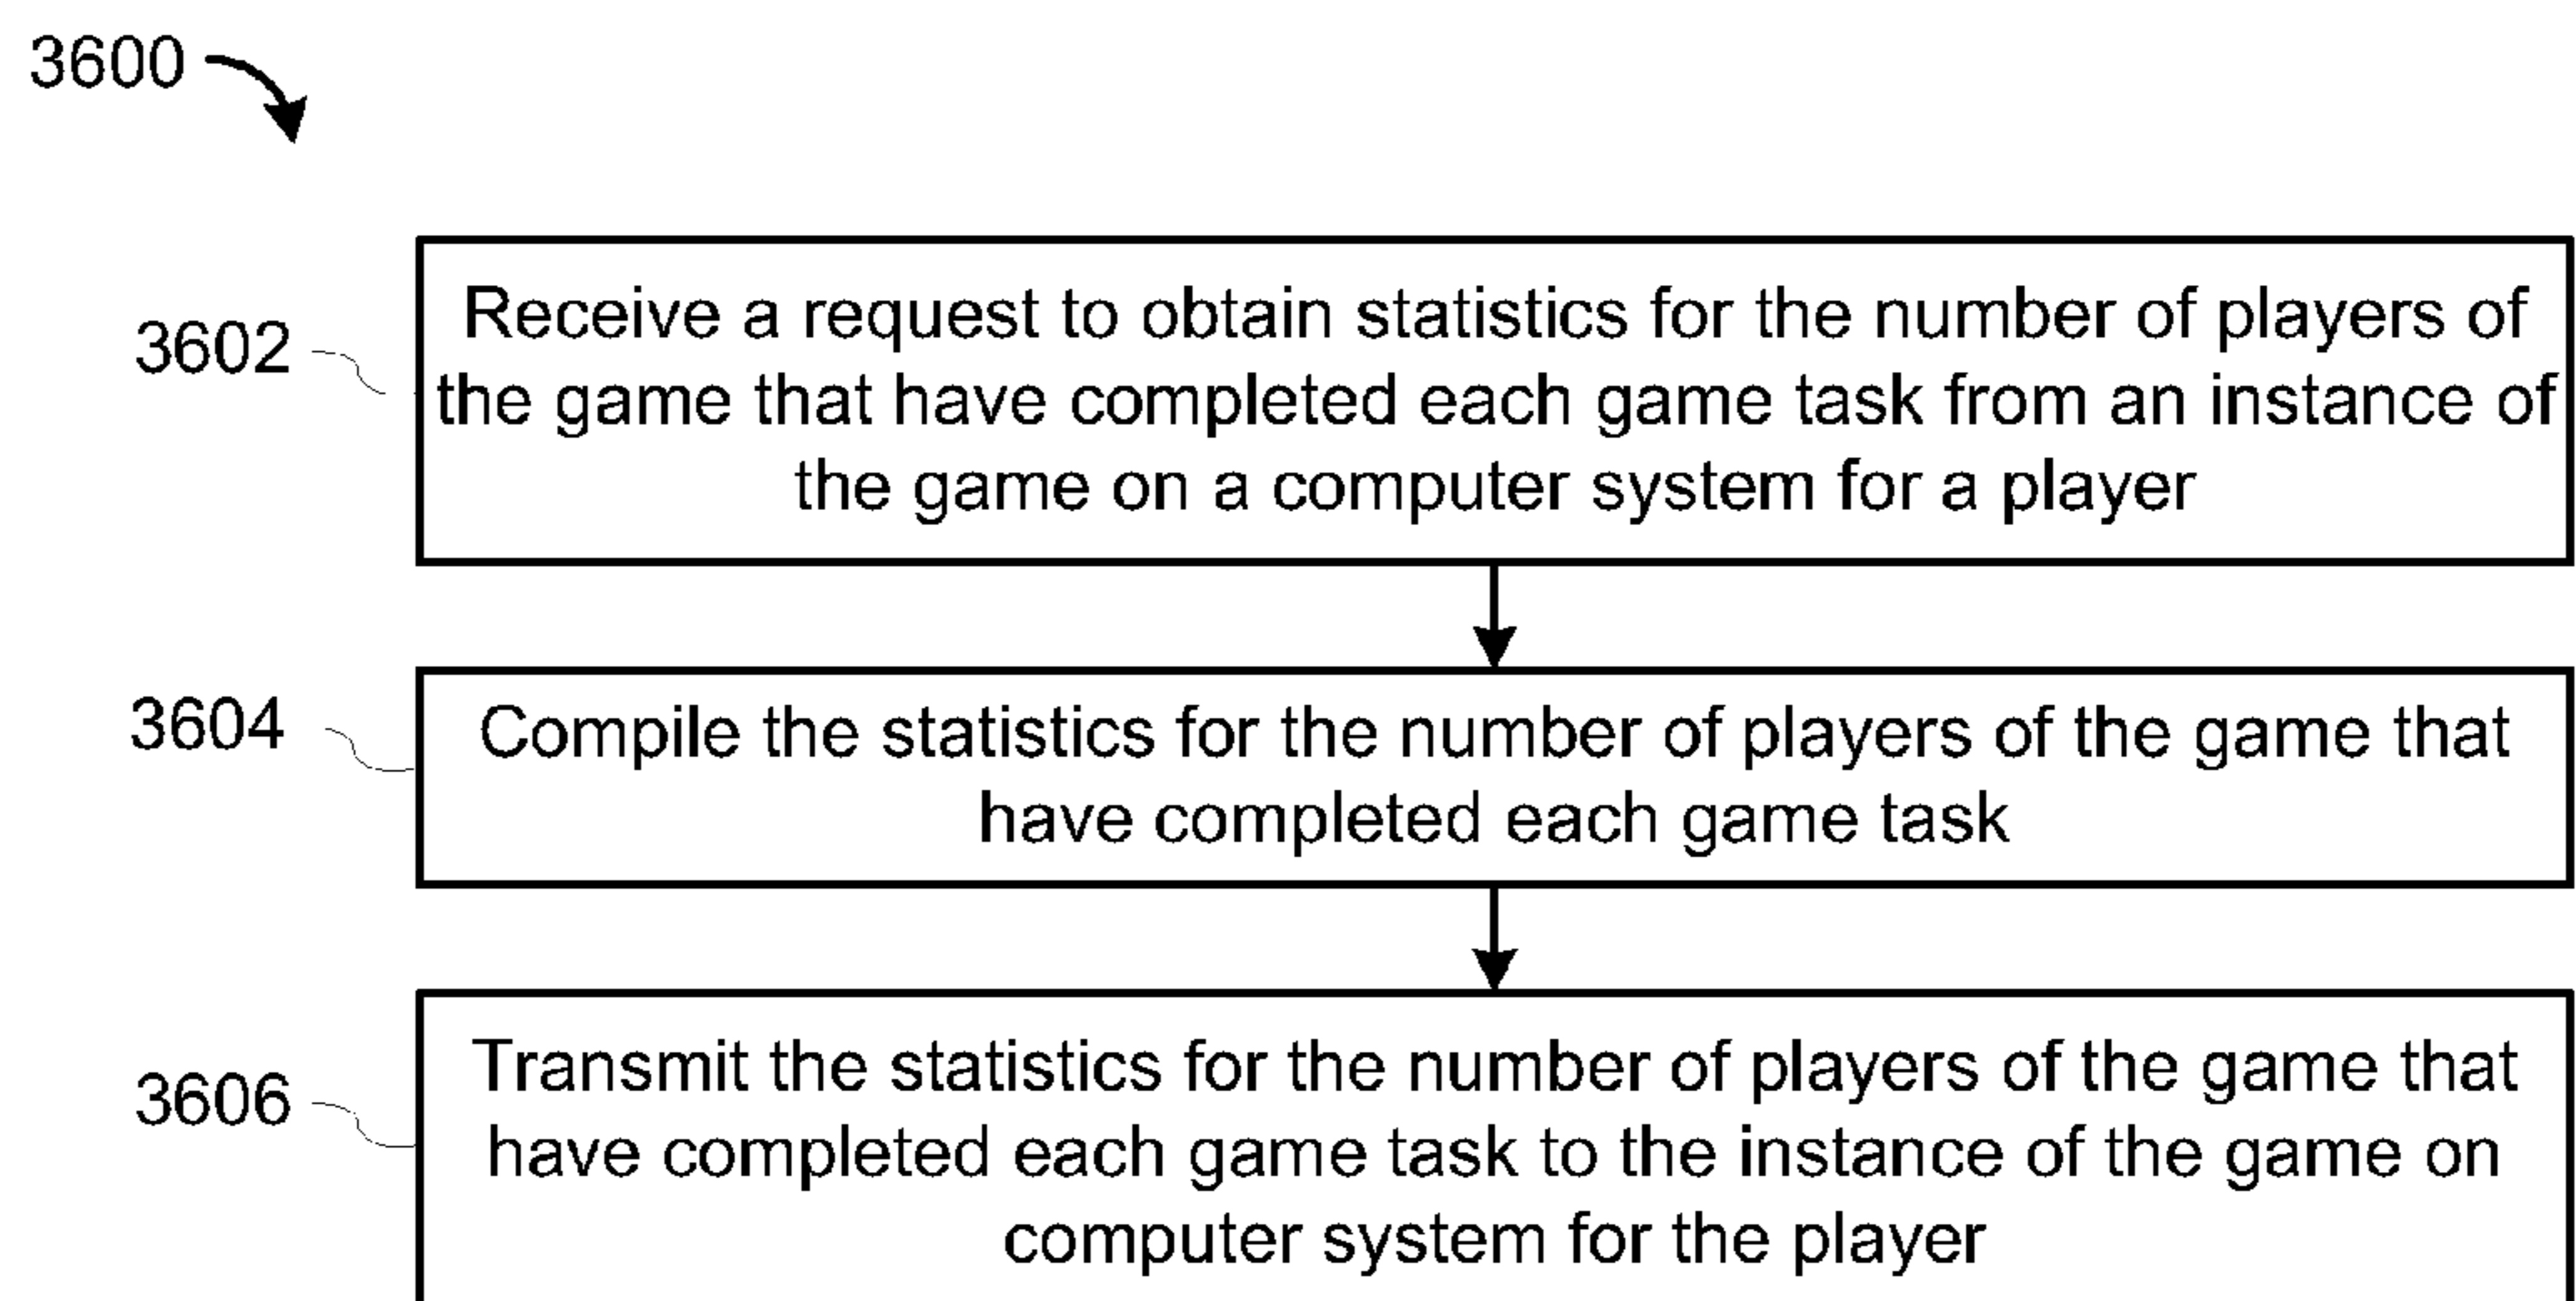 3600
3602
Receive a request to obtain statistics for the number of players of
the game that have completed each game task from an instance of
the game on a computer system for a player
3604
Compile the statistics for the number of players of the game that
have completed each game task
3606
Transmit the statistics for the number of players of the game that
have completed each game task to the instance of the game on
computer system for the player